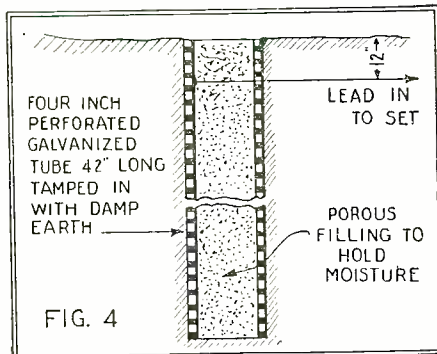 12"
LEAD IN
TO SET
FOUR INCH
PERFORATED
GALVANIZED
TUBE 42" LONG
TAMPED IN
WITH DAMP
EARTH
POROUS
FILLING TO
HOLD
MOISTURE
FIG. 4